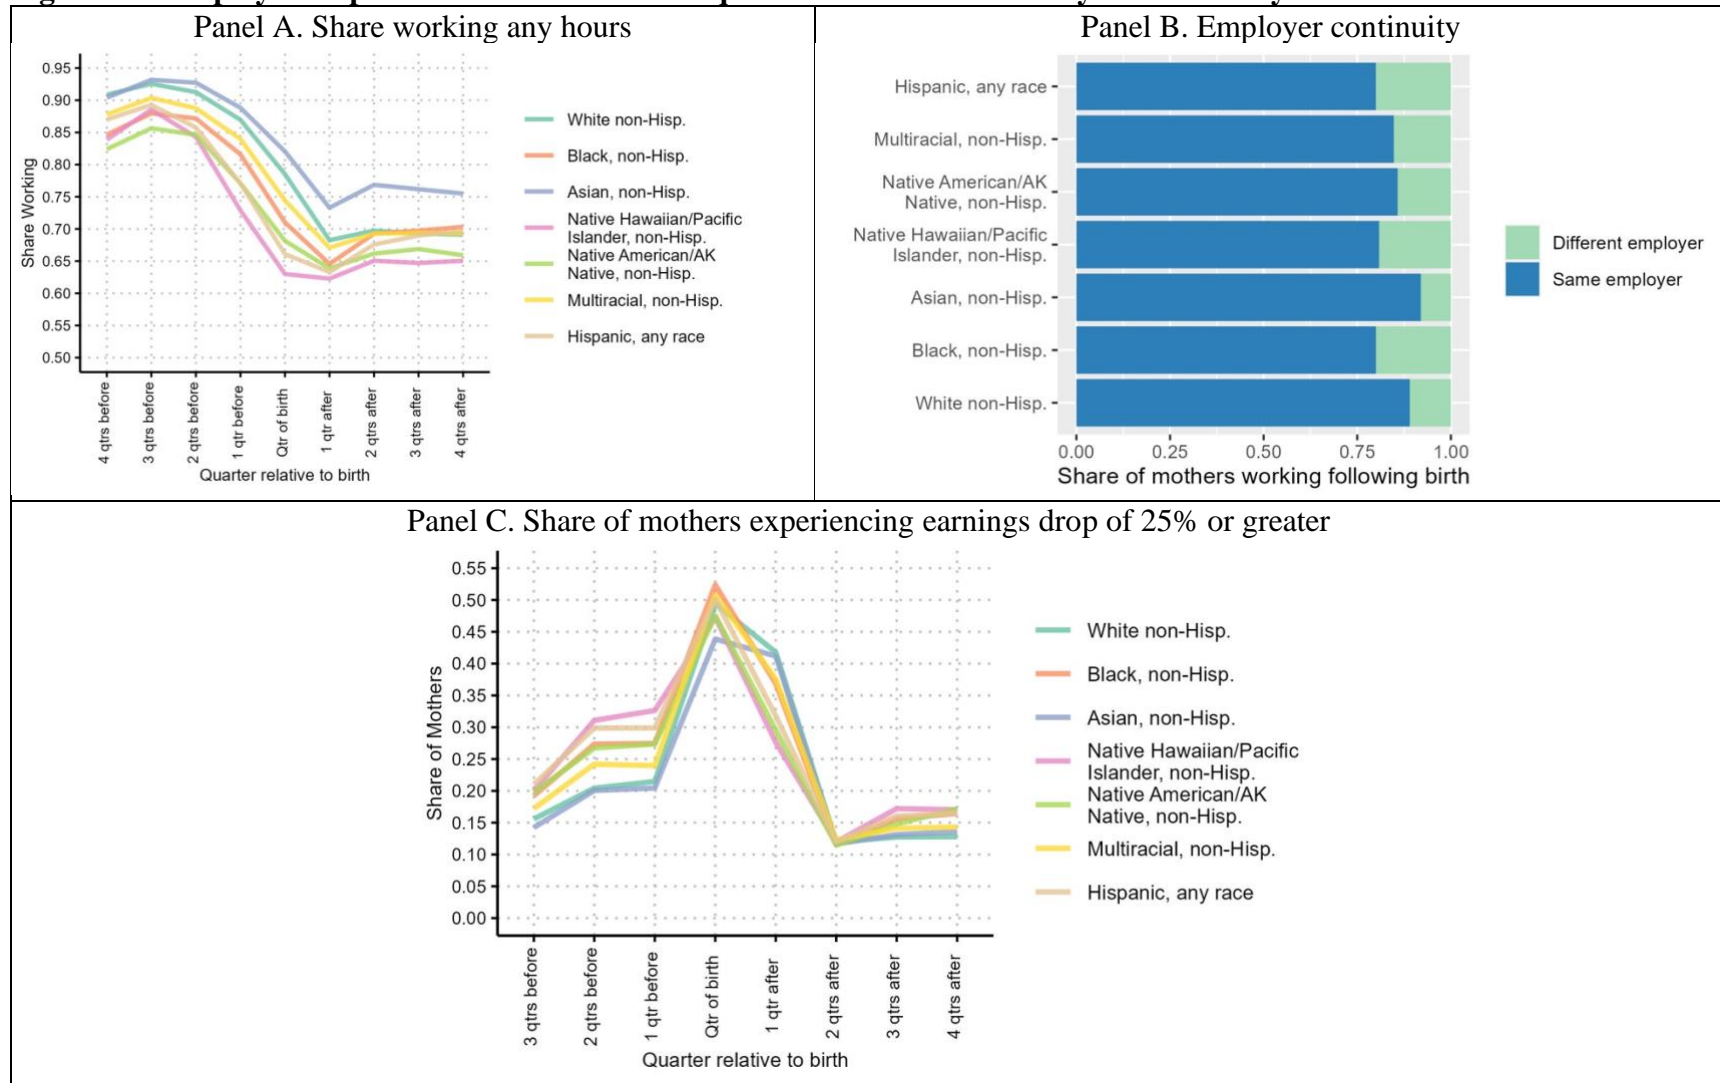 Panel A. Share working any hours
0.95
0.90
0.85
0.80
0.75
0.70
0.65
0.60
0.55
0.50
Share Working
4 qtrs before
3 qtrs before
2 qtrs before
1 qtr before
Qtr of birth
1 qtr after
2 qtrs after
3 qtrs after
4 qtrs after
Quarter relative to birth
White non-Hisp.
Black, non-Hisp.
Asian, non-Hisp.
Native Hawaiian/Pacific
Islander, non-Hisp.
Native American/AK
Native, non-Hisp.
Multiracial, non-Hisp.
Hispanic, any race
Panel B. Employer continuity
Hispanic, any race
Multiracial, non-Hisp.
Native American/AK
Native, non-Hisp.
Native Hawaiian/Pacific
Islander, non-Hisp.
Asian, non-Hisp.
Black, non-Hisp.
White non-Hisp.
0.00
0.25
0.50
0.75
1.00
Share of mothers working following birth
Different employer
Same employer
Panel C. Share of mothers experiencing earnings drop of 25% or greater
0.55
0.50
0.45
0.40
0.35
0.30
0.25
0.20
0.15
0.10
0.05
0.00
Share of Mothers
3 qtrs before
2 qtrs before
1 qtr before
Qtr of birth
1 qtr after
2 qtrs after
3 qtrs after
4 qtrs after
Quarter relative to birth
White non-Hisp.
Black, non-Hisp.
Asian, non-Hisp.
Native Hawaiian/Pacific
Islander, non-Hisp.
Native American/AK
Native, non-Hisp.
Multiracial, non-Hisp.
Hispanic, any race